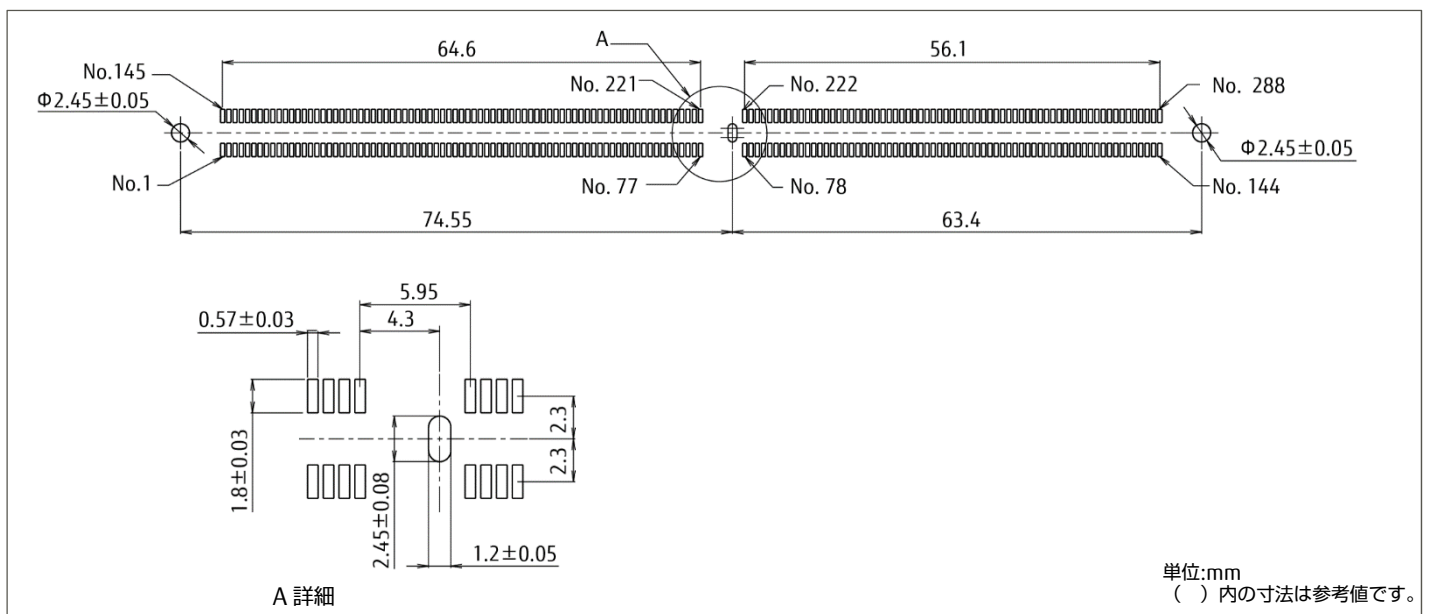 64.6
A
56.1
No.145
No. 221
No. 222
No. 288
Φ2.45±0.05
Φ2.45±0.05
No.1
No. 77
No. 78
No. 144
74.55
63.4
5.95
0.57±0.03
4.3
2.3
1.8±0.03
2.3
2.45±0.08
1.2±0.05
A 詳細
単位:mm
（　）内の寸法は参考値です。